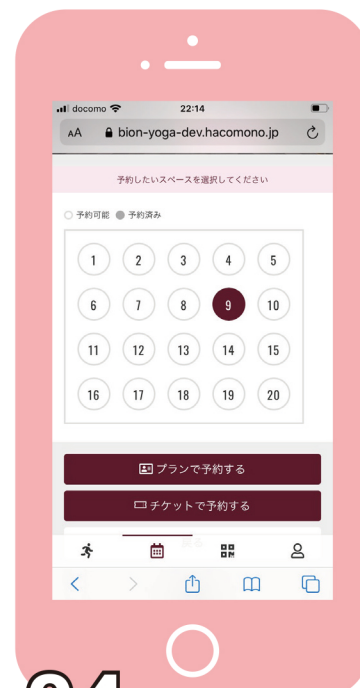 docomo 22:14
AA bion-yoga-dev.hacomono.jp
予約したいスペースを選択してください
予約可能 予約済み
1 2 3 4 5
6 7 8 9 10
11 12 13 14 15
16 17 18 19 20
プランで予約する
チケットで予約する